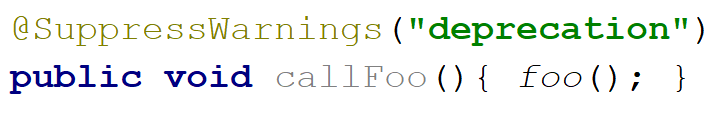 @SuppressWarnings("deprecation")
public void callFoo(){ foo(); }